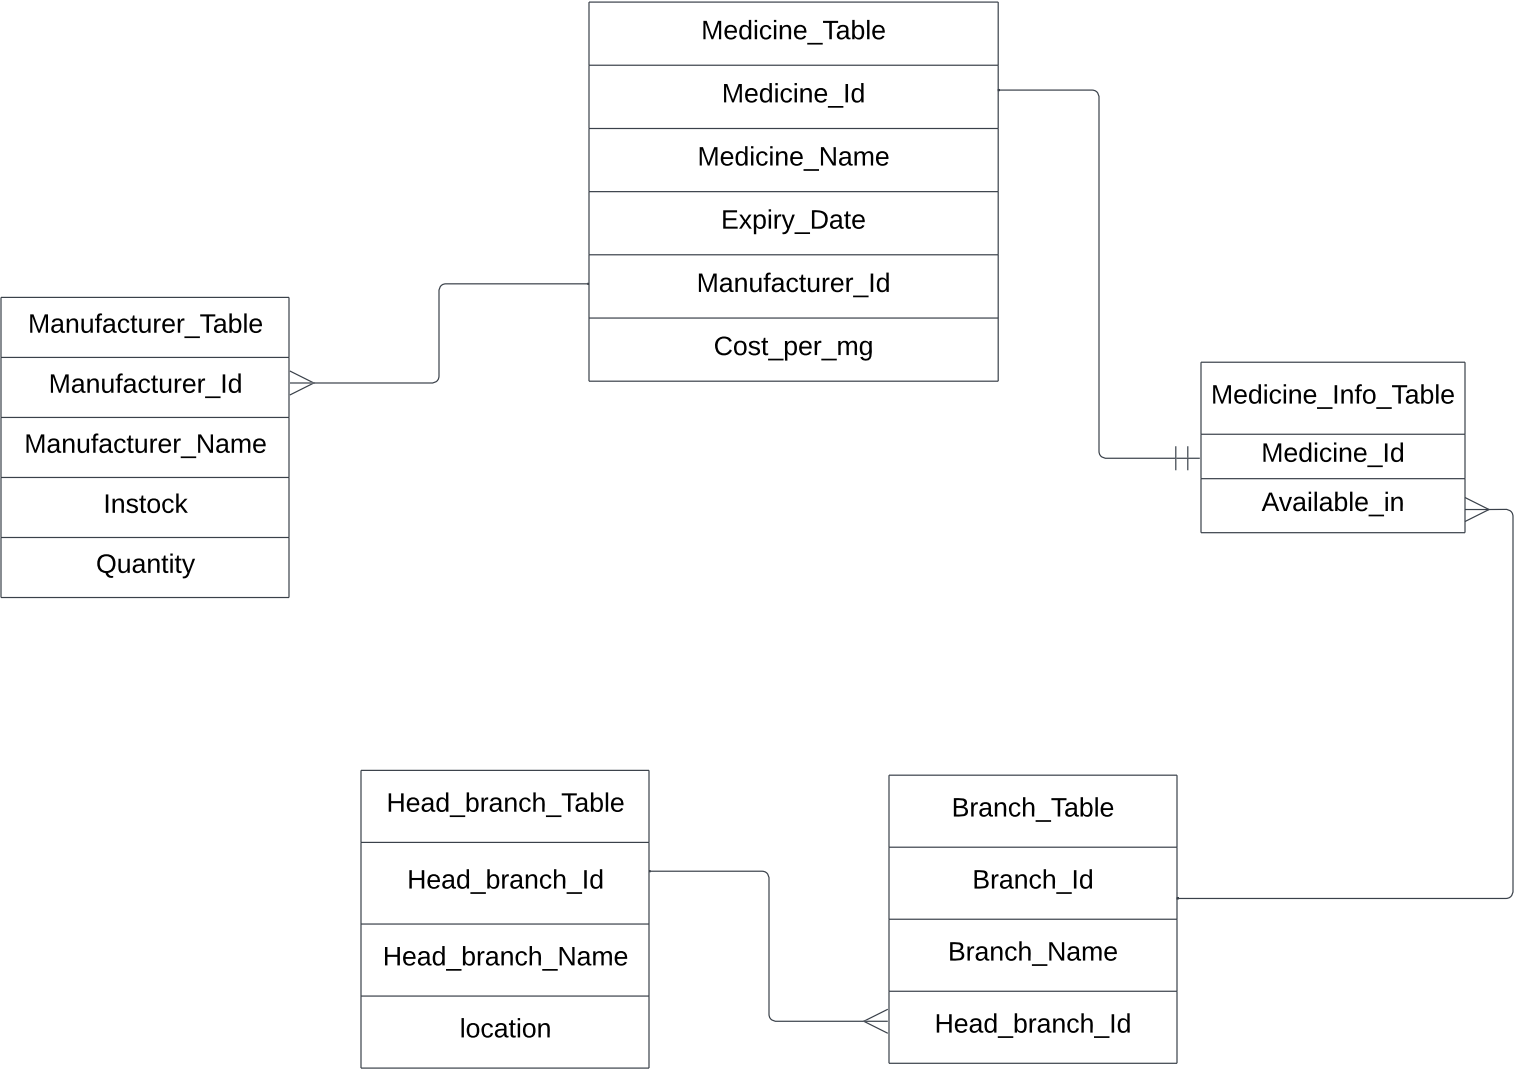 Medicine_Table
Medicine_Id
Medicine_Name
Expiry_Date
Manufacturer_Id
Cost_per_mg
Manufacturer_Table
Manufacturer_Id
Manufacturer_Name
Instock
Quantity
Medicine_Info_Table
Medicine_Id
Available_in
Head_branch_Table
Head_branch_Id
Head_branch_Name
location
Branch_Table
Branch_Id
Branch_Name
Head_branch_Id